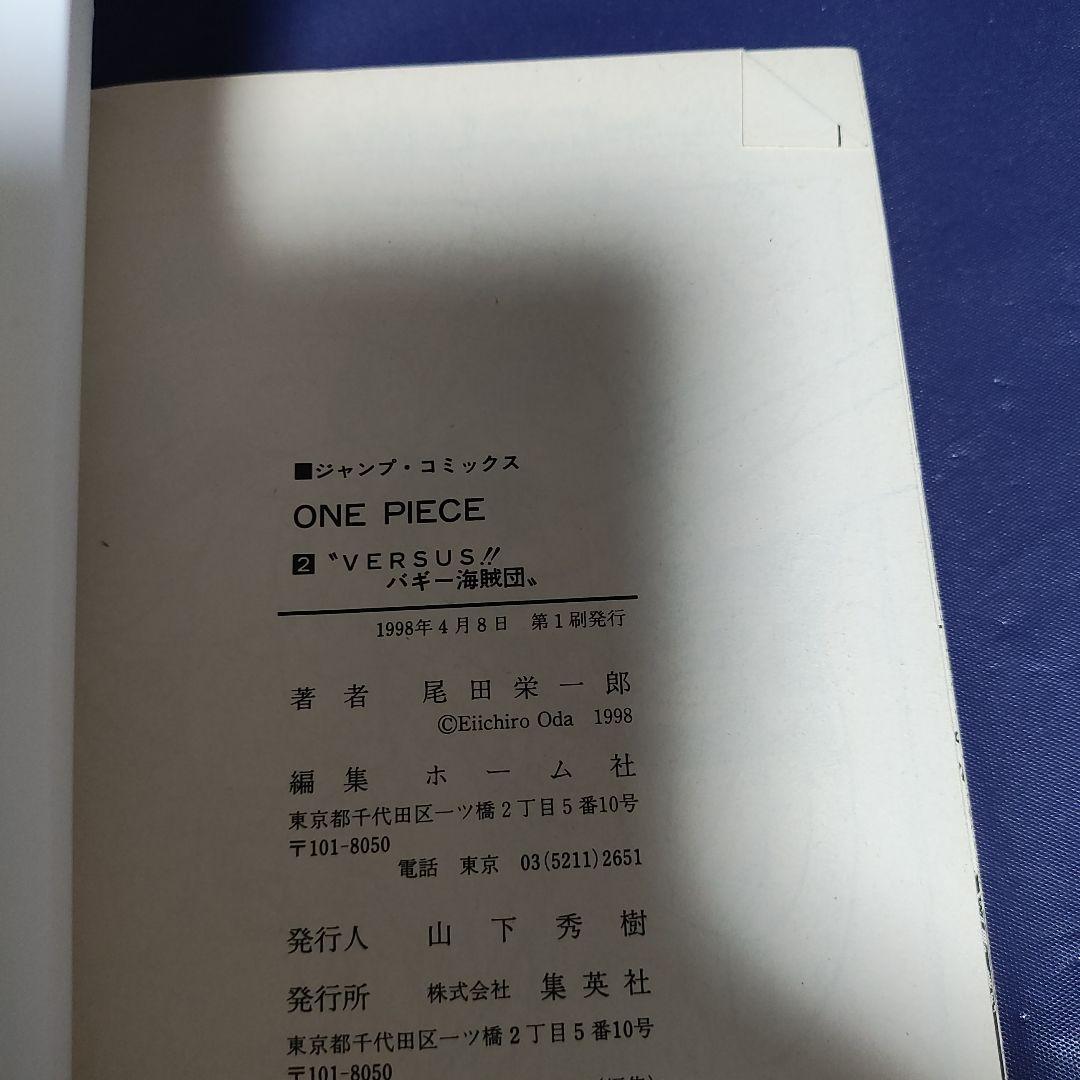 ■ジャンプ・コミックス
ONE PIECE
2 〝VERSUS!!
バギー海賊団〟
1998年4月8日 第1刷発行
著者 尾田栄一郎
©Eiichiro Oda 1998
編集 ホーム社
東京都千代田区一ツ橋2丁目5番10号
〒101-8050
電話 東京 03(5211)2651
発行人 山下秀樹
発行所 株式会社 集英社
東京都千代田区一ツ橋2丁目5番10号
〒101-8050